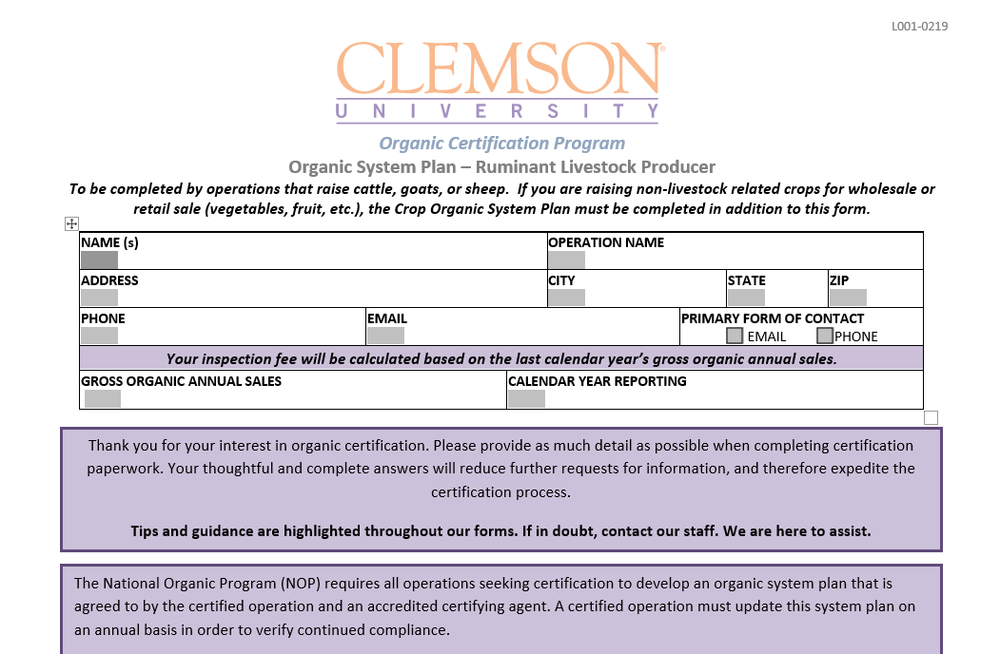 L001-0219
CLEMSON®
UNIVERSITY
Organic Certification Program
Organic System Plan – Ruminant Livestock Producer
To be completed by operations that raise cattle, goats, or sheep. If you are raising non-livestock related crops for wholesale or
retail sale (vegetables, fruit, etc.), the Crop Organic System Plan must be completed in addition to this form.
NAME (s) OPERATION NAME
ADDRESS CITY STATE ZIP
PHONE EMAIL PRIMARY FORM OF CONTACT
EMAIL PHONE
Your inspection fee will be calculated based on the last calendar year’s gross organic annual sales.
GROSS ORGANIC ANNUAL SALES CALENDAR YEAR REPORTING
Thank you for your interest in organic certification. Please provide as much detail as possible when completing certification
paperwork. Your thoughtful and complete answers will reduce further requests for information, and therefore expedite the
certification process.
Tips and guidance are highlighted throughout our forms. If in doubt, contact our staff. We are here to assist.
The National Organic Program (NOP) requires all operations seeking certification to develop an organic system plan that is
agreed to by the certified operation and an accredited certifying agent. A certified operation must update this system plan on
an annual basis in order to verify continued compliance.